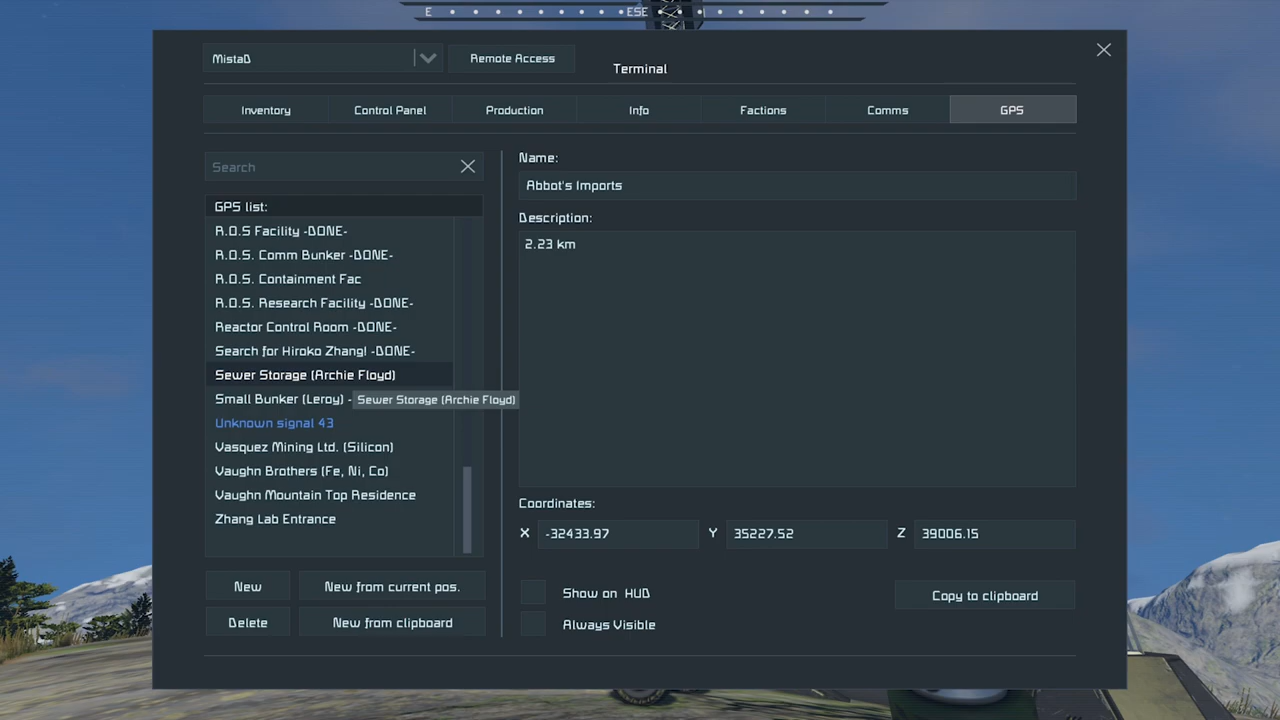 E ESE
MistaD
Remote Access
Terminal
Inventory Control Panel Production Info Factions Comms GPS
Search
GPS list:
R.O.S Facility -DONE-
R.O.S. Comm Bunker -DONE-
R.O.S. Containment Fac
R.O.S. Research Facility -DONE-
Reactor Control Room -DONE-
Search for Hiroko Zhang! -DONE-
Sewer Storage (Archie Floyd)
Small Bunker (Leroy) -
Sewer Storage (Archie Floyd)
Unknown signal 43
Vasquez Mining Ltd. (Silicon)
Vaughn Brothers (Fe, Ni, Co)
Vaughn Mountain Top Residence
Zhang Lab Entrance
New
New from current pos.
Delete
New from clipboard
Name:
Abbot's Imports
Description:
2.23 km
Coordinates:
X -32433.97 Y 35227.52 Z 39006.15
Show on HUD
Always Visible
Copy to clipboard